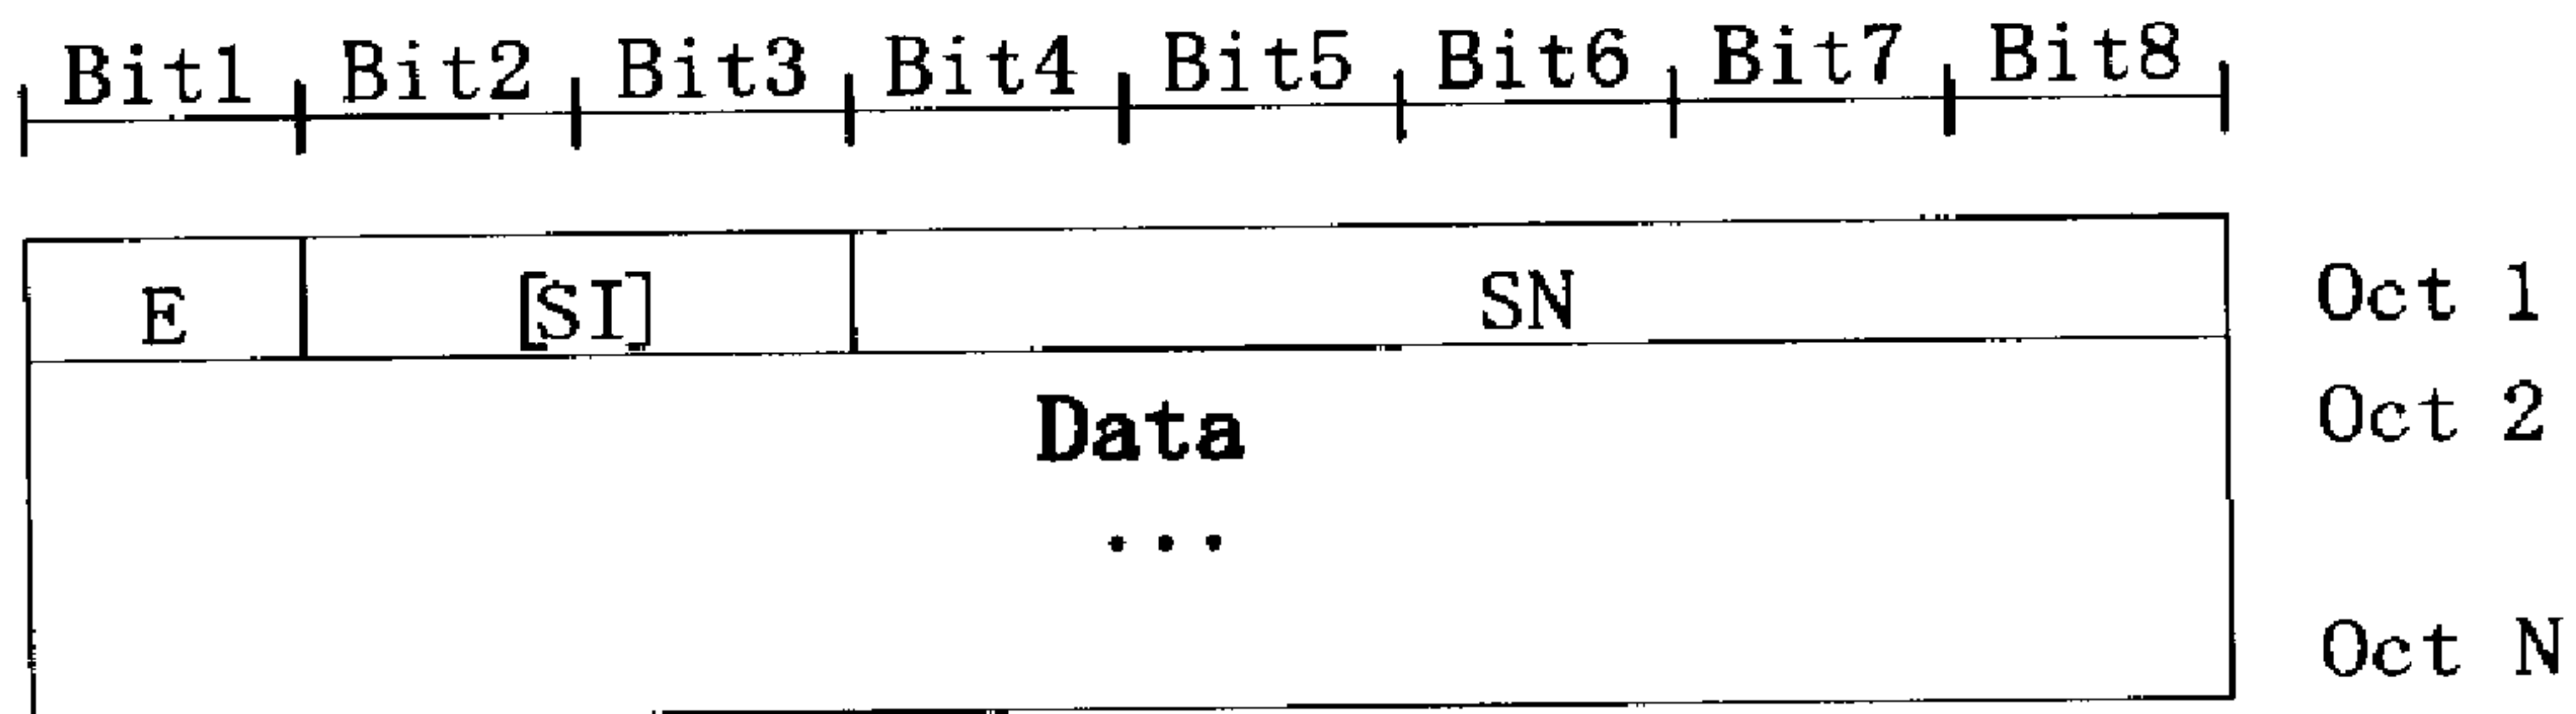 Bit1 Bit2 Bit3 Bit4 Bit5 Bit6 Bit7 Bit8
E [SI] SN Oct 1
Data Oct 2
...
Oct N